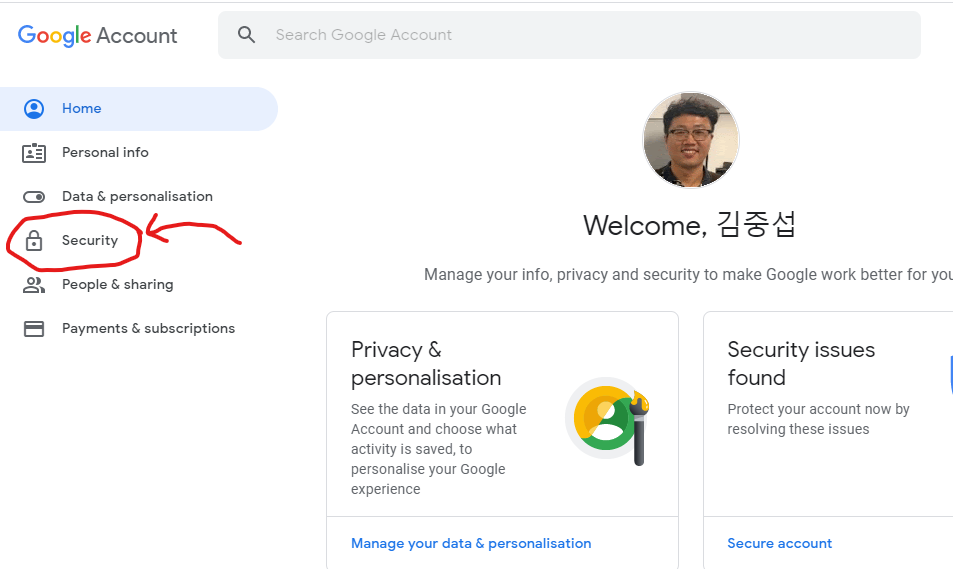 Google Account
Search Google Account
Home
Personal info
Data & personalisation
Security
People & sharing
Payments & subscriptions
Welcome, 김중섭
Manage your info, privacy and security to make Google work better for you
Privacy &
personalisation
See the data in your Google
Account and choose what
activity is saved, to
personalise your Google
experience
Manage your data & personalisation
Security issues
found
Protect your account now by
resolving these issues
Secure account